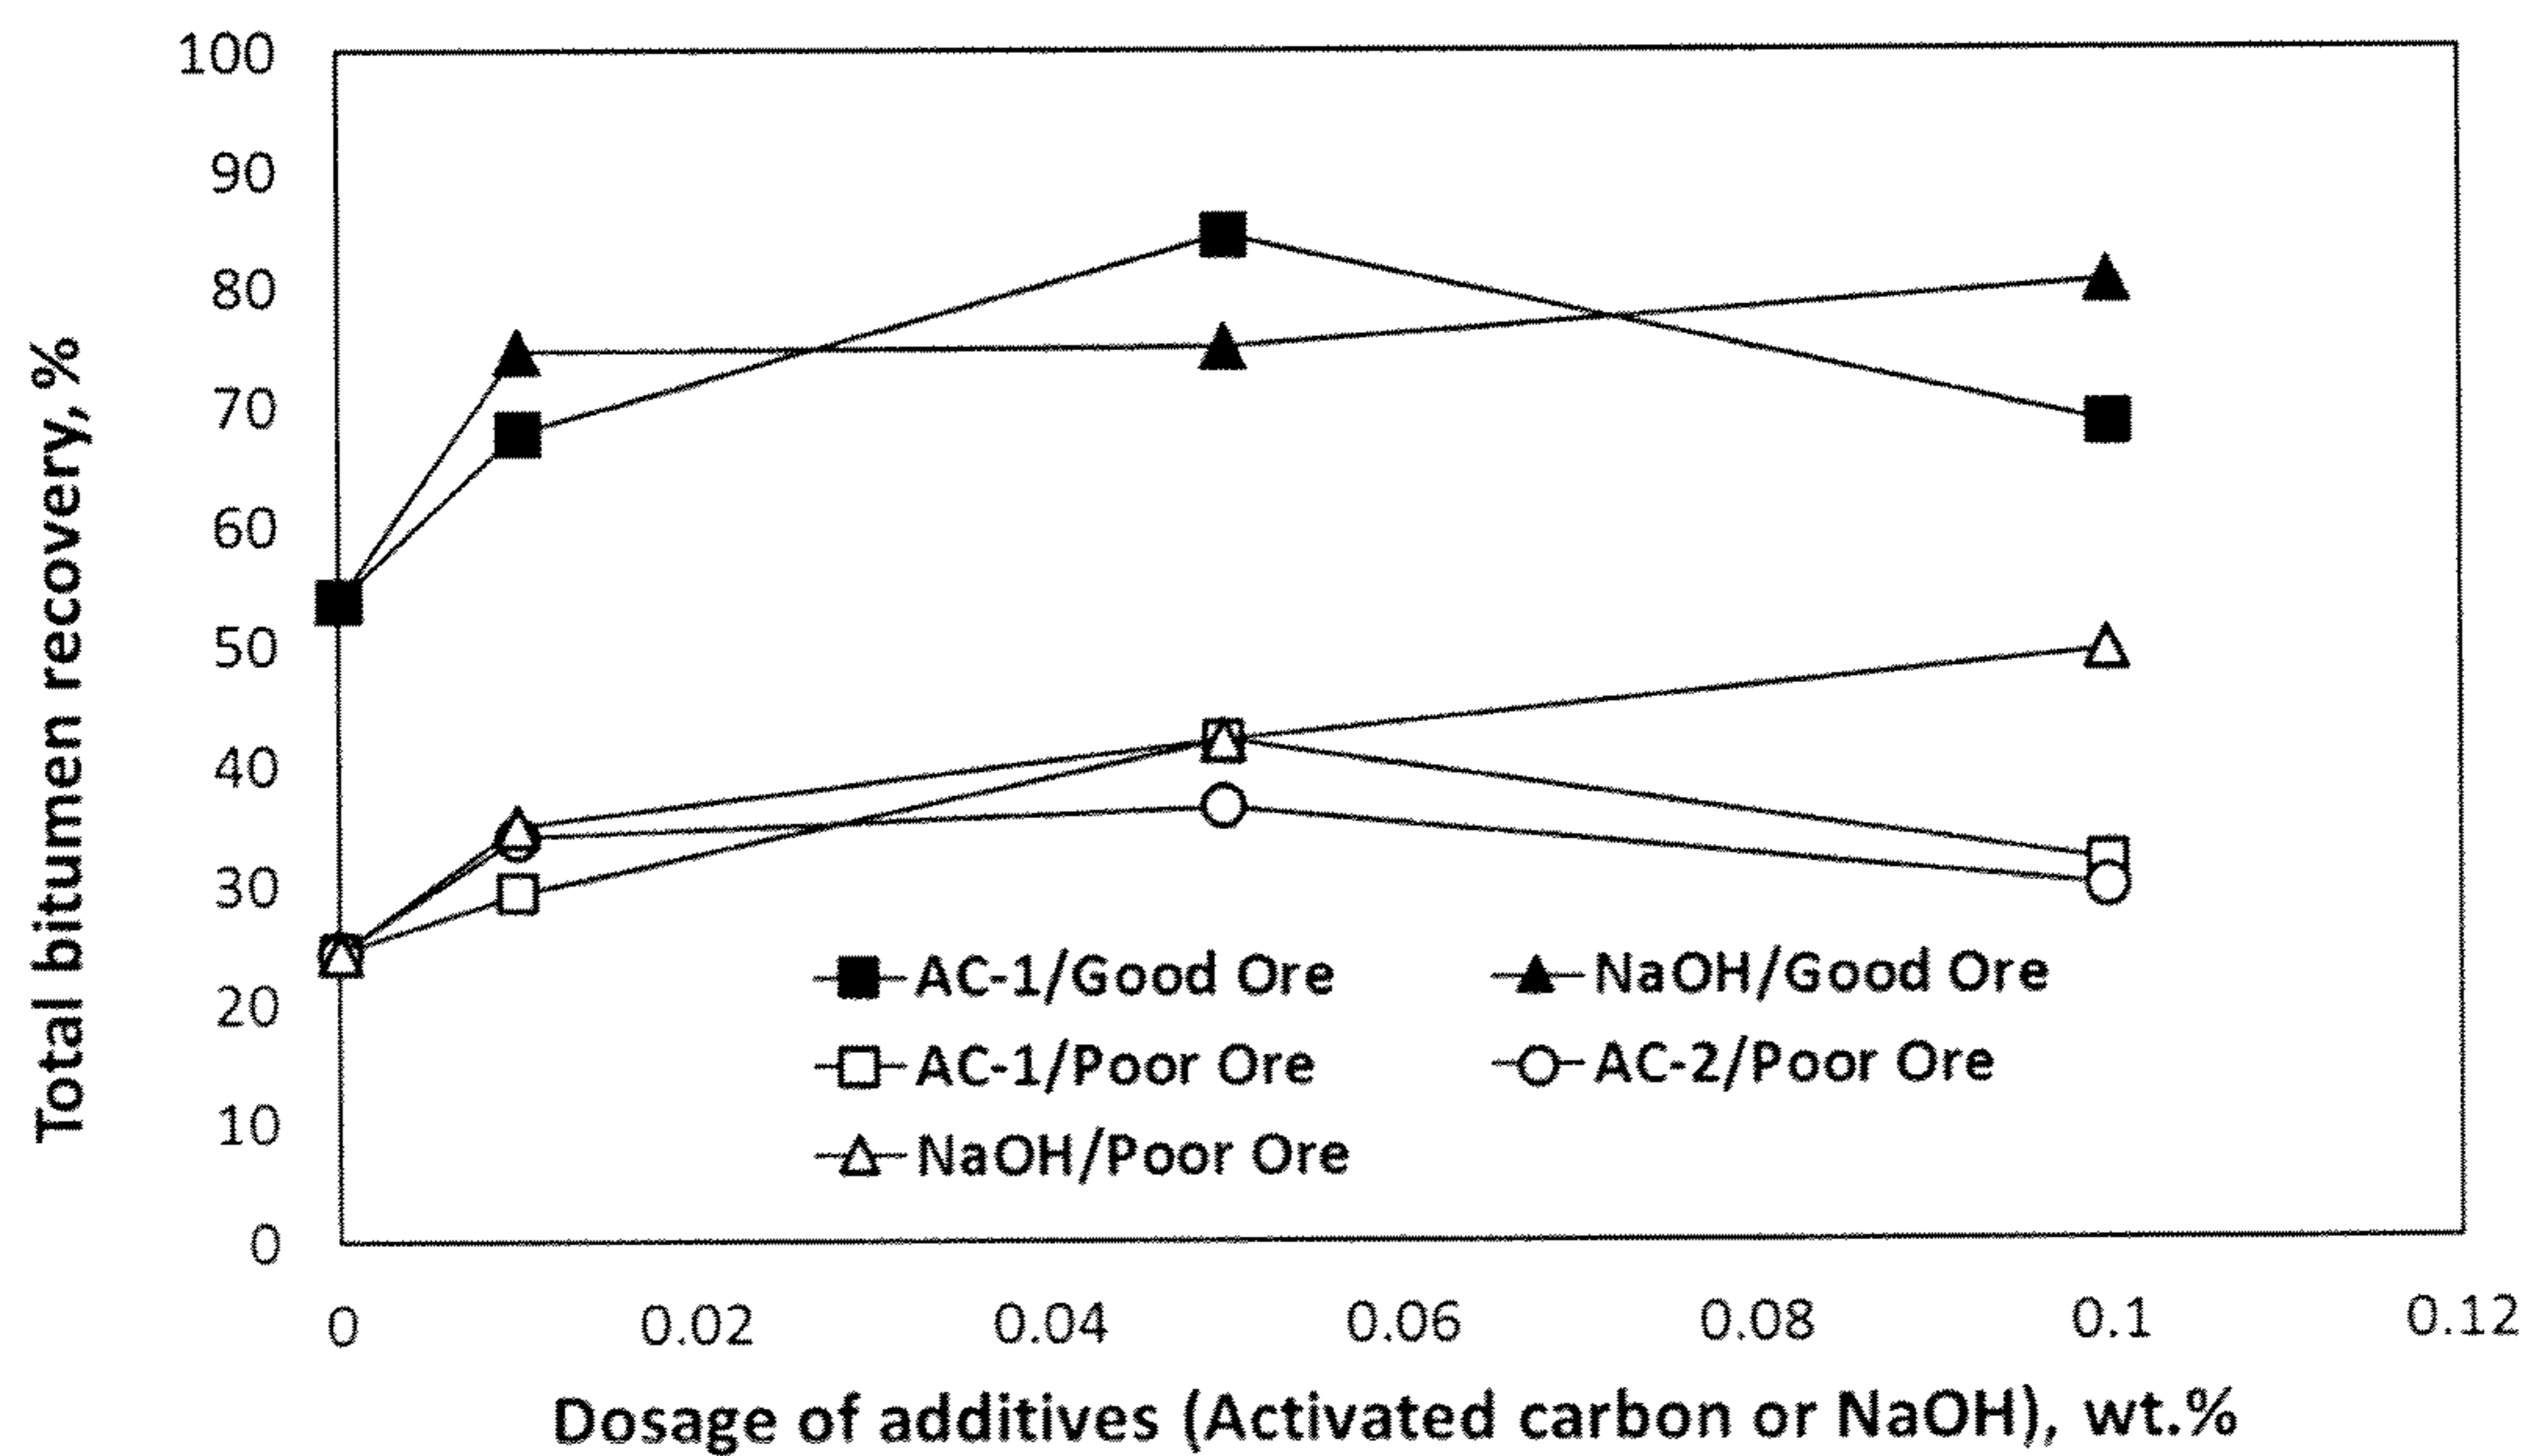 Total bitumen recovery, %
100
90
80
70
60
50
40
30
20
10
0
AC-1/Good Ore NaOH/Good Ore
AC-1/Poor Ore AC-2/Poor Ore
NaOH/Poor Ore
0 0.02 0.04 0.06 0.08 0.1 0.12
Dosage of additives (Activated carbon or NaOH), wt.%